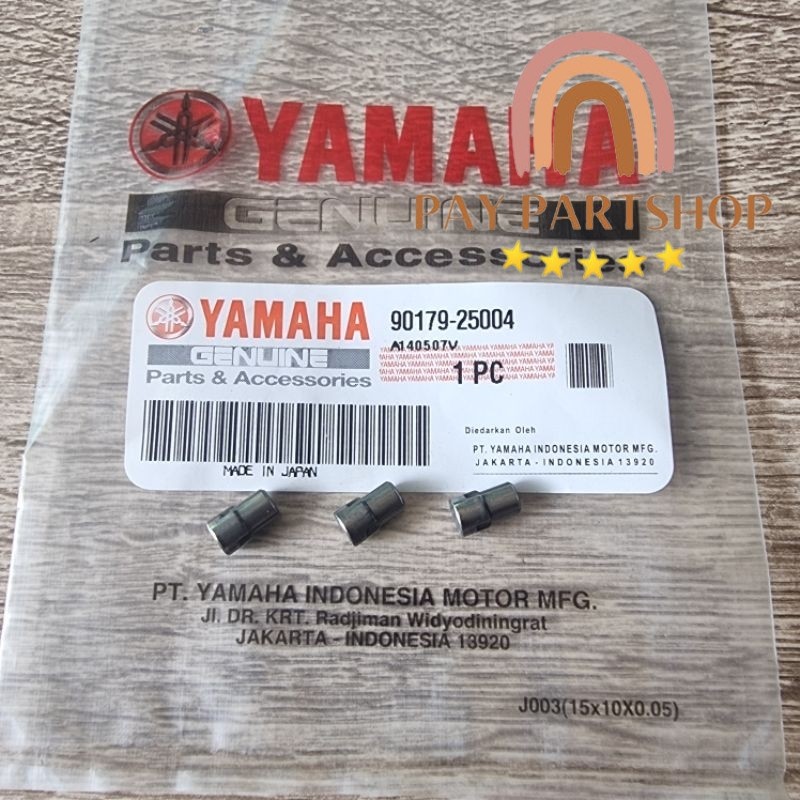 YAMAHA
GENUINE
PAY PARTSHOP
Parts & Accessories
YAMAHA 90179-25004
GENUINE
A140507V
Parts & Accessories
1 PC
Diedarkan Oleh
PT. YAMAHA INDONESIA MOTOR MFG.
JAKARTA - INDONESIA 13920
MADE IN JAPAN
PT. YAMAHA INDONESIA MOTOR MFG.
Jl. DR. KRT. Radjiman Widyodiningrat
JAKARTA - INDONESIA 13920
J003(15x10X0.05)